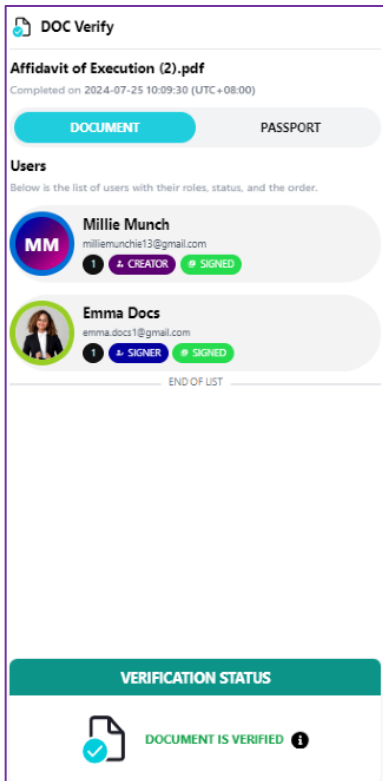 DOC Verify
Affidavit of Execution (2).pdf
Completed on 2024-07-25 10:09:30 (UTC+08:00)
DOCUMENT PASSPORT
Users
Below is the list of users with their roles, status, and the order.
MM
Millie Munch
milliemunchie13@gmail.com
1 CREATOR SIGNED
Emma Docs
emma.docs1@gmail.com
1 SIGNER SIGNED
END OF LIST
VERIFICATION STATUS
DOCUMENT IS VERIFIED